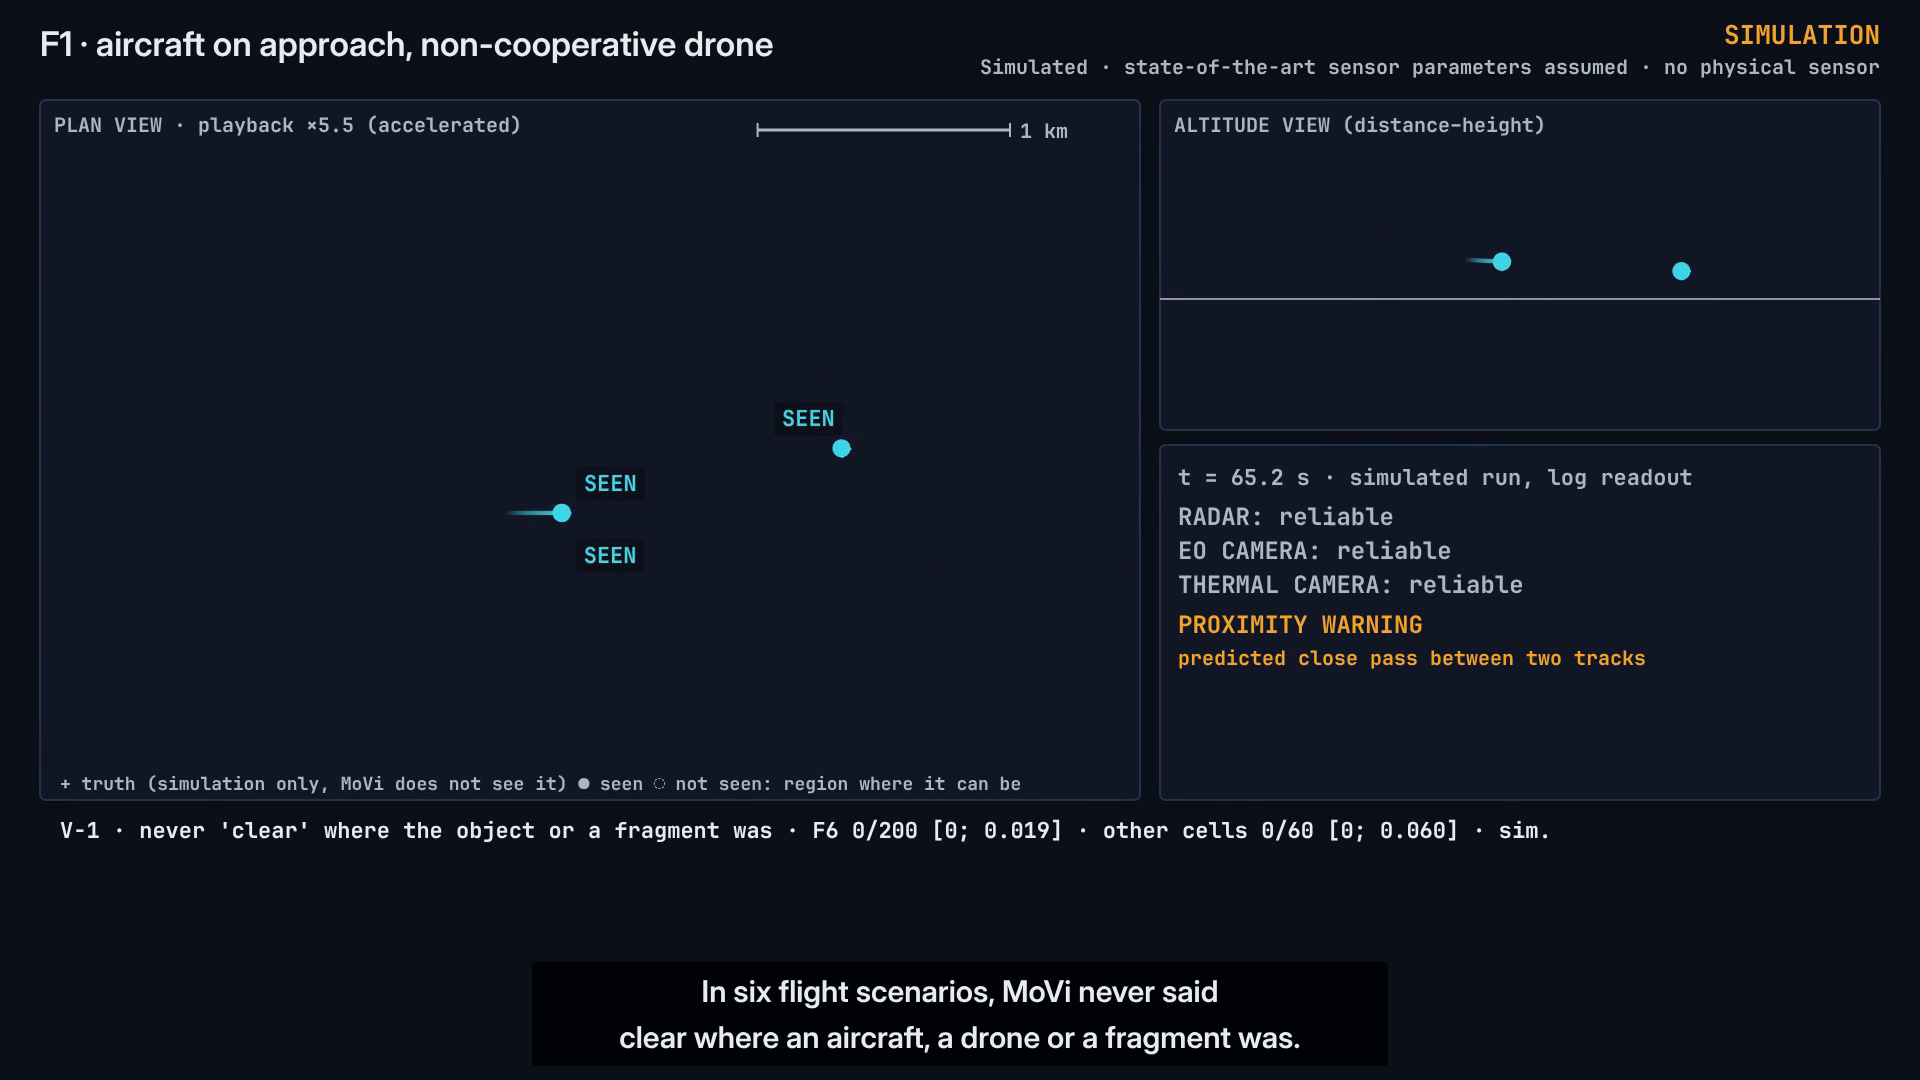 F1 · aircraft on approach, non-cooperative drone
SIMULATION
Simulated · state-of-the-art sensor parameters assumed · no physical sensor
PLAN VIEW · playback ×5.5 (accelerated)
1 km
SEEN
SEEN
SEEN
+ truth (simulation only, MoVi does not see it) ● seen ◌ not seen: region where it can be
ALTITUDE VIEW (distance–height)
t = 65.2 s · simulated run, log readout
RADAR: reliable
EO CAMERA: reliable
THERMAL CAMERA: reliable
PROXIMITY WARNING
predicted close pass between two tracks
V-1 · never 'clear' where the object or a fragment was · F6 0/200 [0; 0.019] · other cells 0/60 [0; 0.060] · sim.
In six flight scenarios, MoVi never said
clear where an aircraft, a drone or a fragment was.